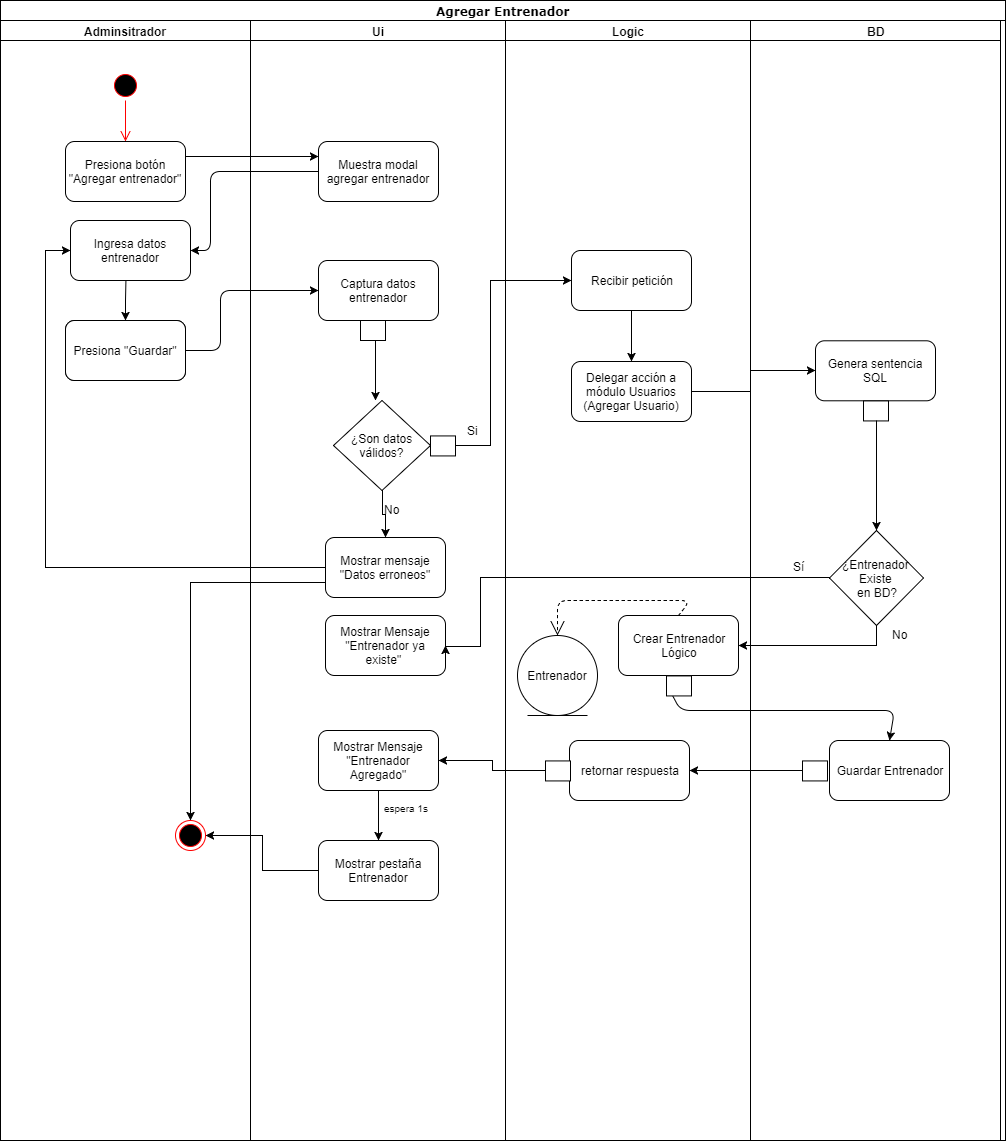 Agregar Entrenador
Adminsitrador
Ui
Logic
BD
Presiona botón
"Agregar entrenador"
Muestra modal
agregar entrenador
Ingresa datos
entrenador
Captura datos
entrenador
Recibir petición
Presiona "Guardar"
Delegar acción a
módulo Usuarios
(Agregar Usuario)
Genera sentencia
SQL
¿Son datos
válidos?
Si
No
Mostrar mensaje
"Datos erroneos"
¿Entrenador
Existe
en BD?
Sí
No
Mostrar Mensaje
"Entrenador ya
existe"
Crear Entrenador
Lógico
Entrenador
Mostrar Mensaje
"Entrenador
Agregado"
retornar respuesta
Guardar Entrenador
espera 1s
Mostrar pestaña
Entrenador